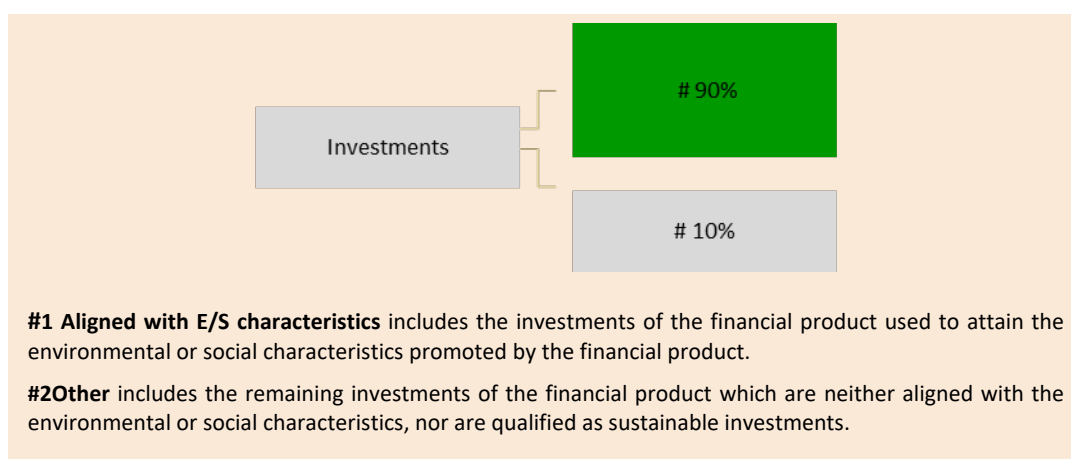 # 90%
Investments
# 10%
#1 Aligned with E/S characteristics includes the investments of the financial product used to attain the
environmental or social characteristics promoted by the financial product.
#2Other includes the remaining investments of the financial product which are neither aligned with the
environmental or social characteristics, nor are qualified as sustainable investments.